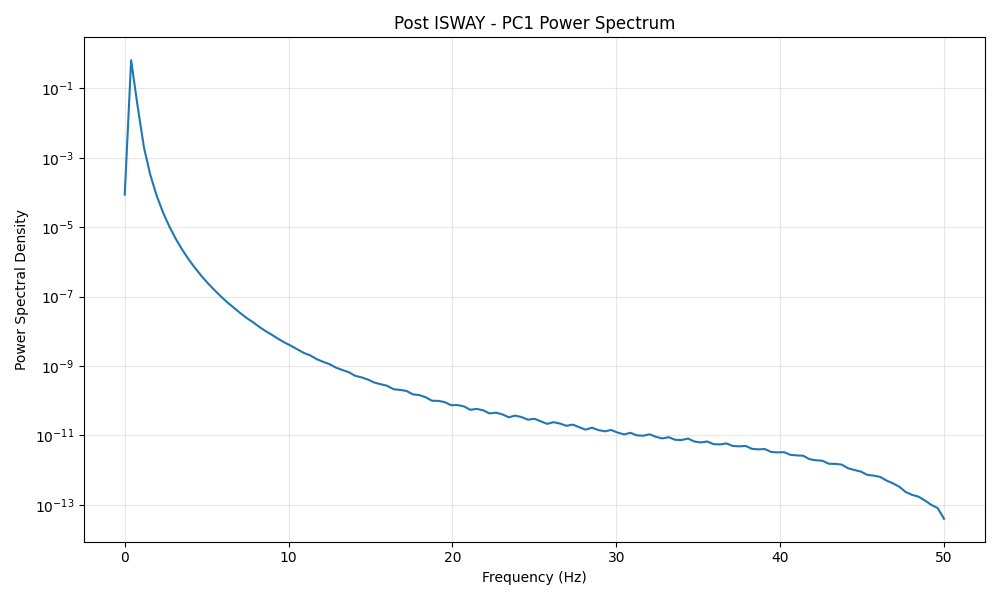 Post ISWAY - PC1 Power Spectrum
Power Spectral Density
10⁻¹
10⁻³
10⁻⁵
10⁻⁷
10⁻⁹
10⁻¹¹
10⁻¹³
0 10 20 30 40 50
Frequency (Hz)